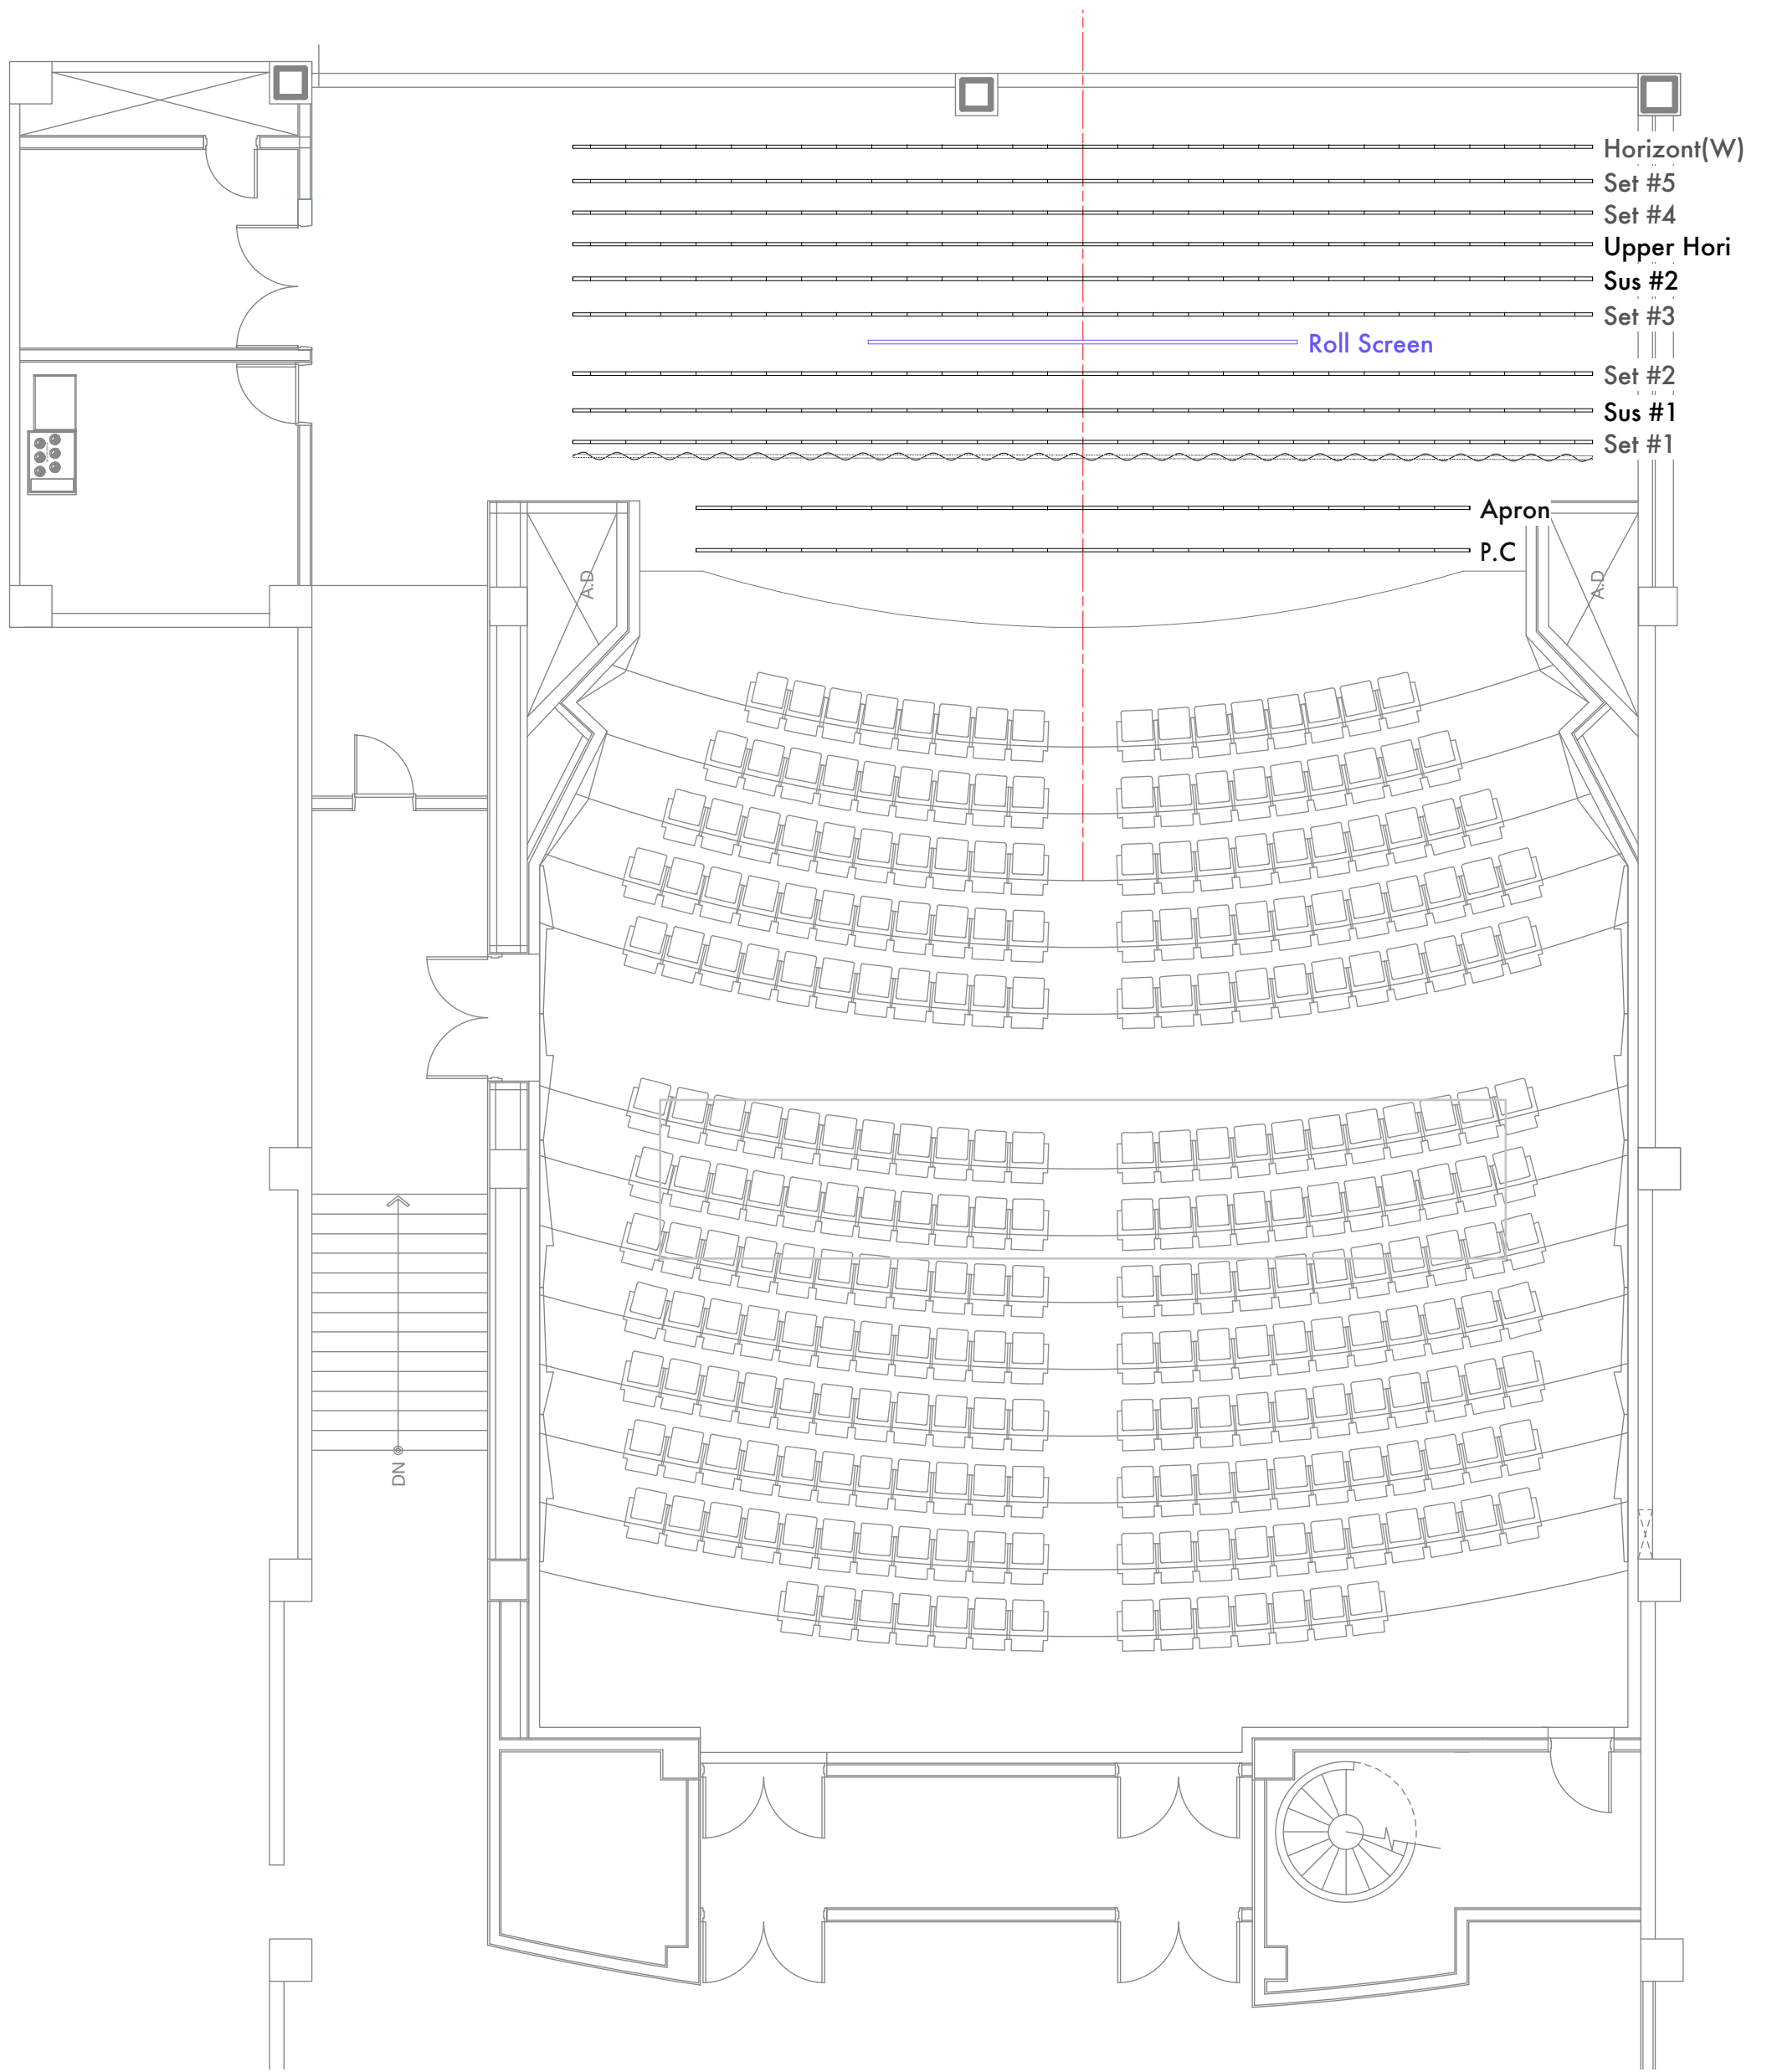 Horizont(W)
Set #5
Set #4
Upper Hori
Sus #2
Set #3
Roll Screen
Set #2
Sus #1
Set #1
Apron
P.C
A.D
A.D
DN